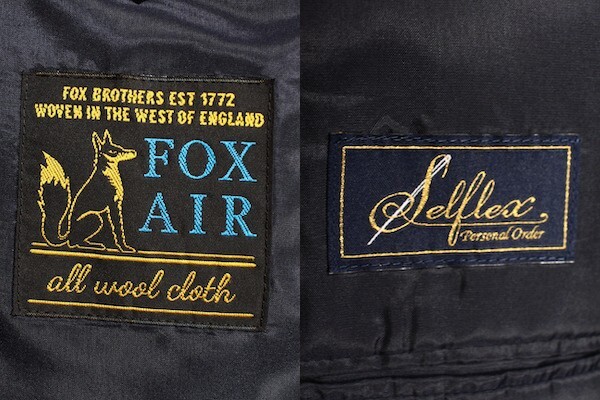 FOX BROTHERS EST 1772
WOVEN IN THE WEST OF ENGLAND
FOX
AIR
all wool cloth
Selflex
Personal Order